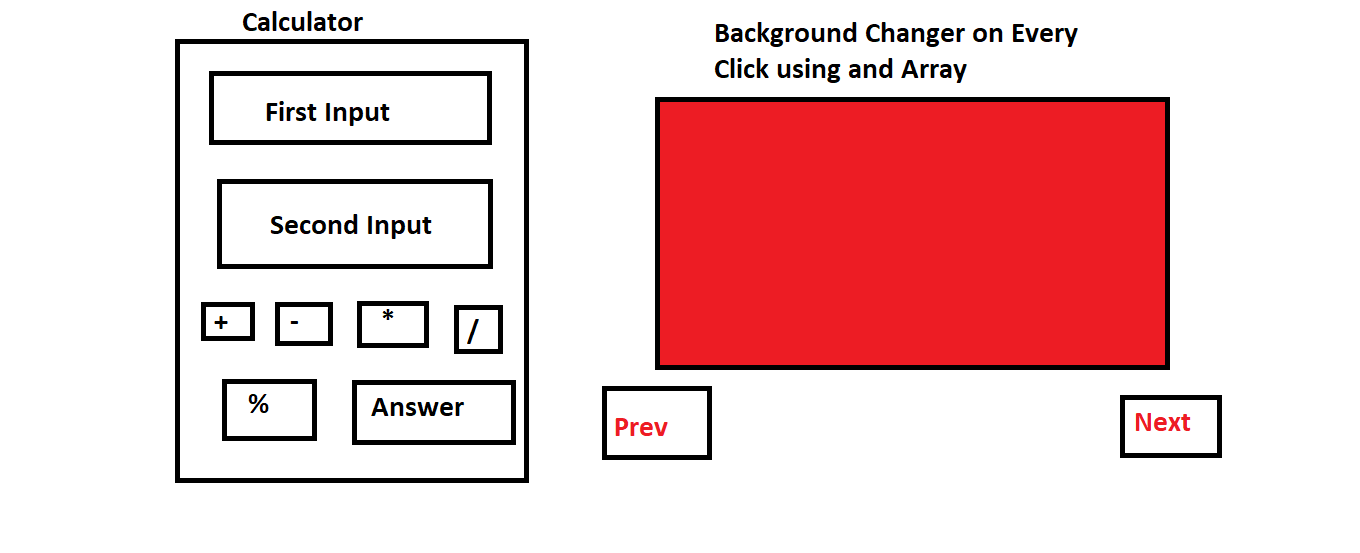 Calculator
First Input
Second Input
+ - * /
% Answer
Background Changer on Every
Click using and Array
Prev
Next